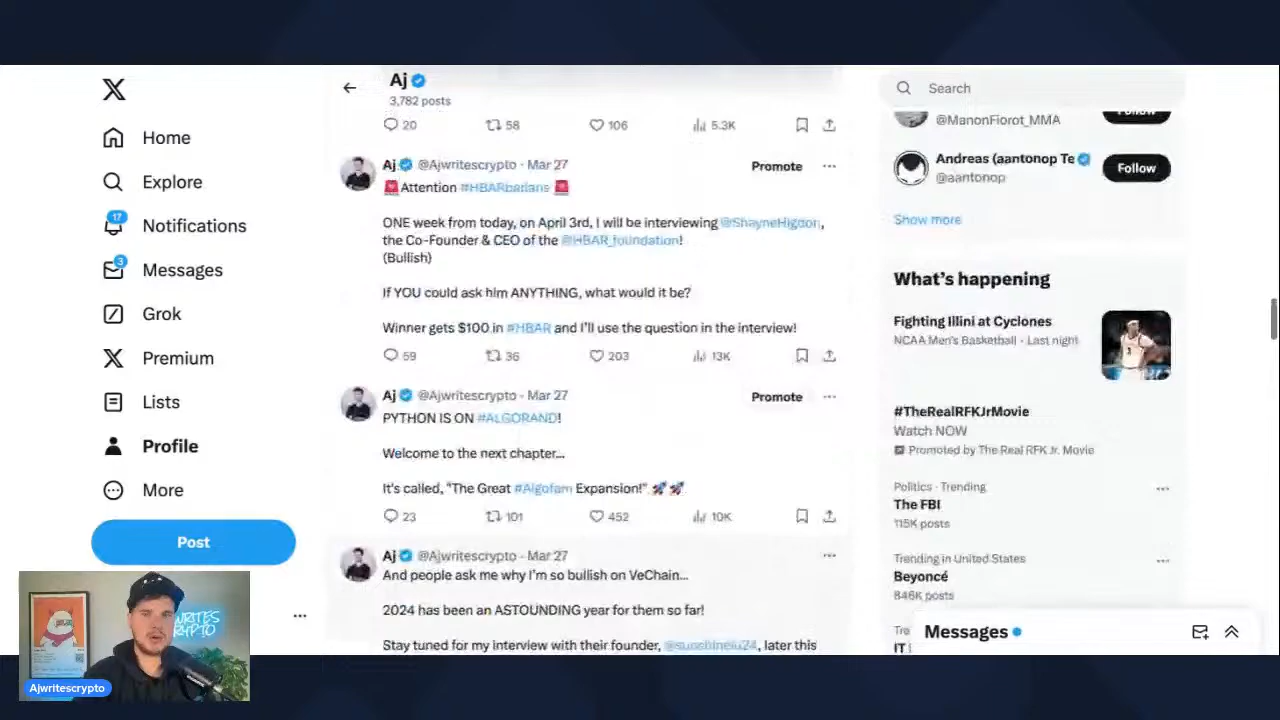 Home
Explore
17
Notifications
3
Messages
Grok
Premium
Lists
Profile
More
Post
Ajwritescrypto
Aj
3,782 posts
20 58 106 5.3K
Aj @Ajwritescrypto · Mar 27
Promote
🚨Attention #HBARbarians 🚨
ONE week from today, on April 3rd, I will be interviewing @ShayneHigdon,
the Co-Founder & CEO of the @HBAR_foundation!
(Bullish)
If YOU could ask him ANYTHING, what would it be?
Winner gets $100 in #HBAR and I'll use the question in the interview!
59 36 203 13K
Aj @Ajwritescrypto · Mar 27
Promote
PYTHON IS ON #ALGORAND!
Welcome to the next chapter...
It's called, "The Great #Algofam Expansion!" 🚀🚀
23 101 452 10K
Aj @Ajwritescrypto · Mar 27
And people ask me why I'm so bullish on VeChain...
2024 has been an ASTOUNDING year for them so far!
Stay tuned for my interview with their founder, @sunshinelu24, later this
Search
@ManonFiorot_MMA
Follow
Andreas (aantonop Te
@aantonop
Follow
Show more
What's happening
Fighting Illini at Cyclones
NCAA Men's Basketball · Last night
#TheRealRFKJrMovie
Watch NOW
Promoted by The Real RFK Jr. Movie
Politics · Trending
The FBI
115K posts
Trending in United States
Beyoncé
846K posts
Messages